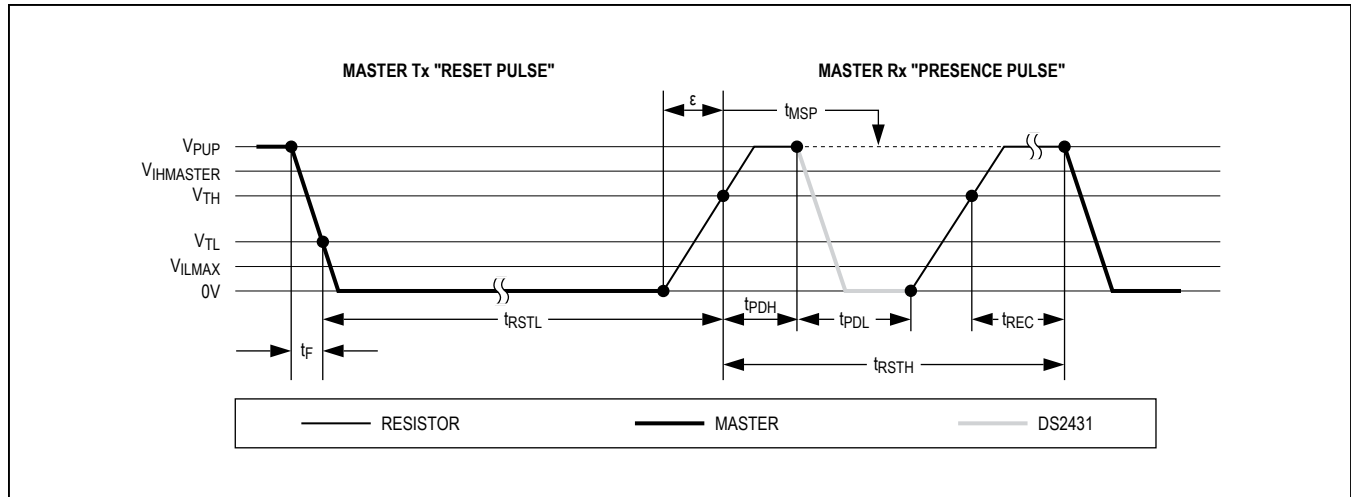 MASTER Tx "RESET PULSE"
MASTER Rx "PRESENCE PULSE"
ε
tMSP
VPUP
VIHMASTER
VTH
VTL
VILMAX
0V
tRSTL
tPDH
tPDL
tREC
tF
tRSTH
RESISTOR
MASTER
DS2431